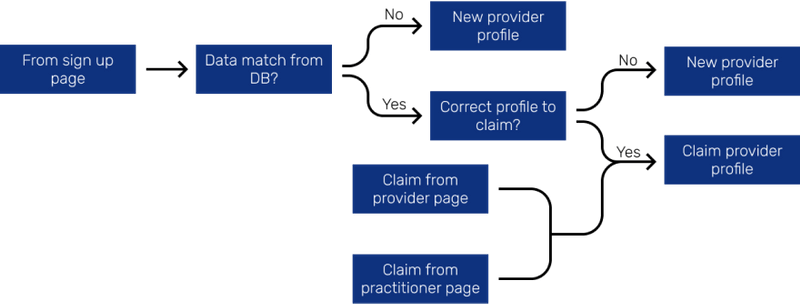 From sign up
page
Data match from
DB?
No
New provider
profile
Yes
Correct profile to
claim?
No
New provider
profile
Yes
Claim provider
profile
Claim from
provider page
Claim from
practitioner page